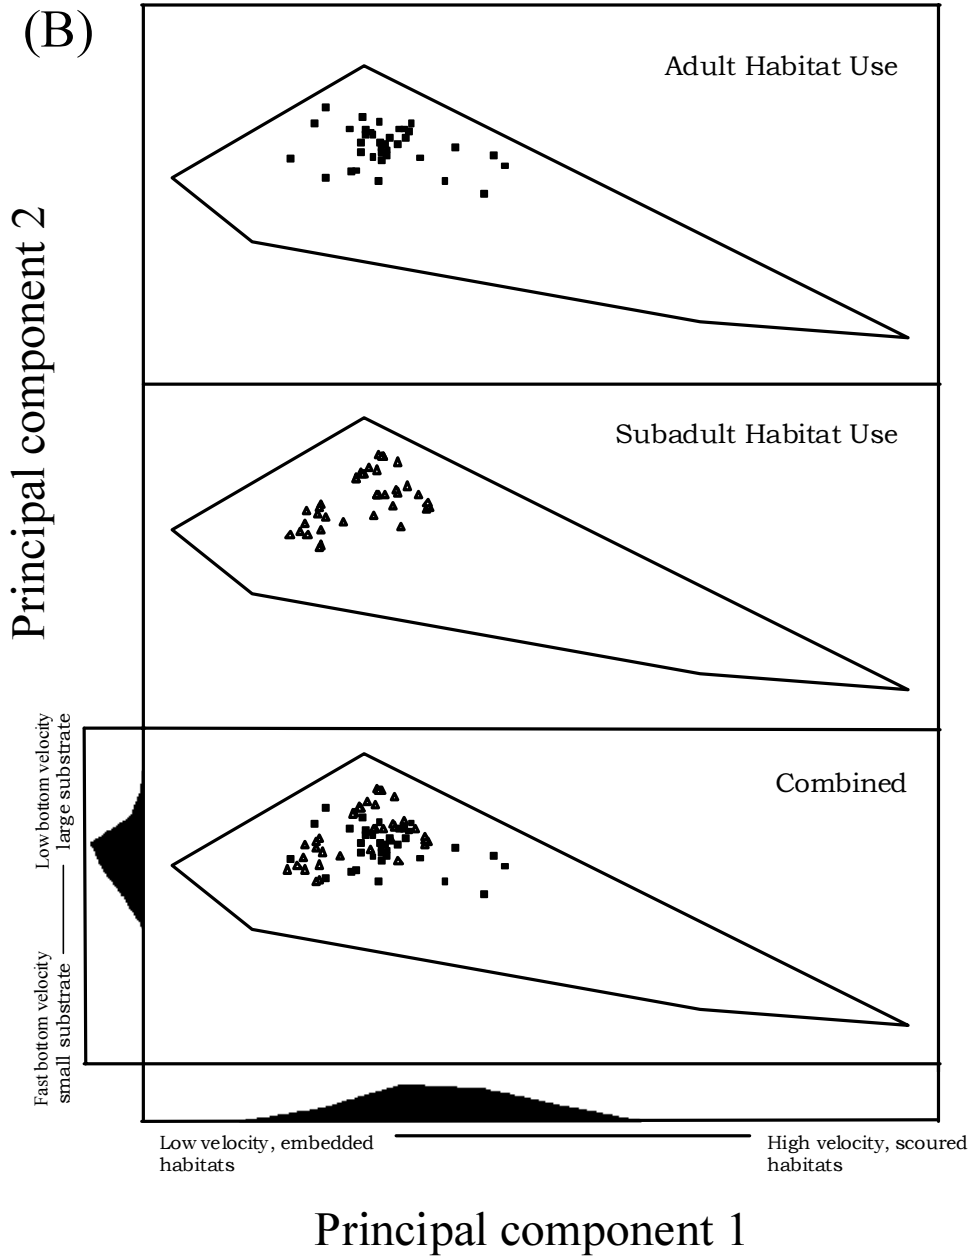 (B)
Adult Habitat Use
Principal component 2
Subadult Habitat Use
Combined
Low bottom velocity
large substrate
Fast bottom velocity
small substrate
Low velocity, embedded
habitats
High velocity, scoured
habitats
Principal component 1